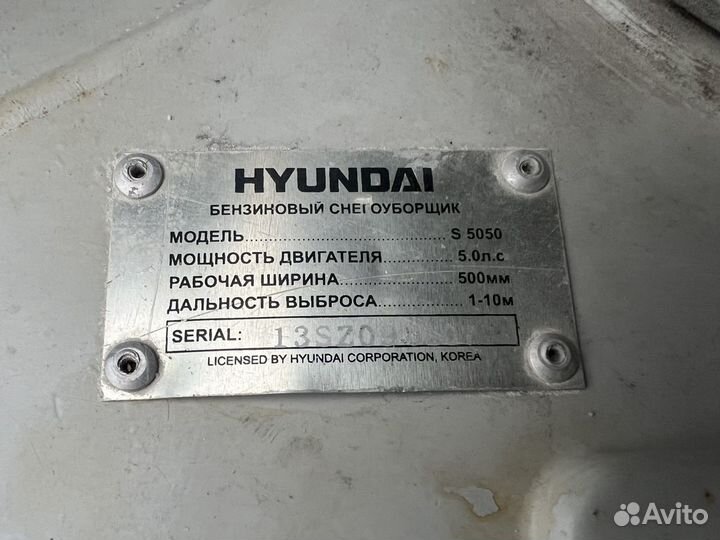 HYUNDAI
БЕНЗИНОВЫЙ СНЕГОУБОРЩИК
МОДЕЛЬ.................................... S 5050
МОЩНОСТЬ ДВИГАТЕЛЯ............ 5.0л.с
РАБОЧАЯ ШИРИНА................... 500мм
ДАЛЬНОСТЬ ВЫБРОСА............... 1-10м
SERIAL:
LICENSED BY HYUNDAI CORPORATION, KOREA
Avito